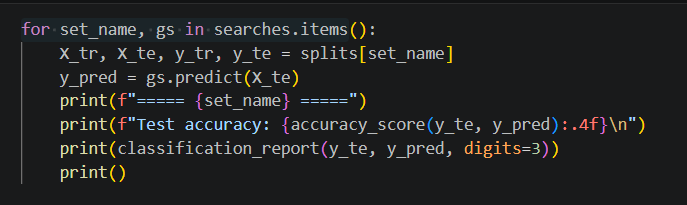 for set_name, gs in searches.items():
    X_tr, X_te, y_tr, y_te = splits[set_name]
    y_pred = gs.predict(X_te)
    print(f"===== {set_name} =====")
    print(f"Test accuracy: {accuracy_score(y_te, y_pred):.4f}\n")
    print(classification_report(y_te, y_pred, digits=3))
    print()